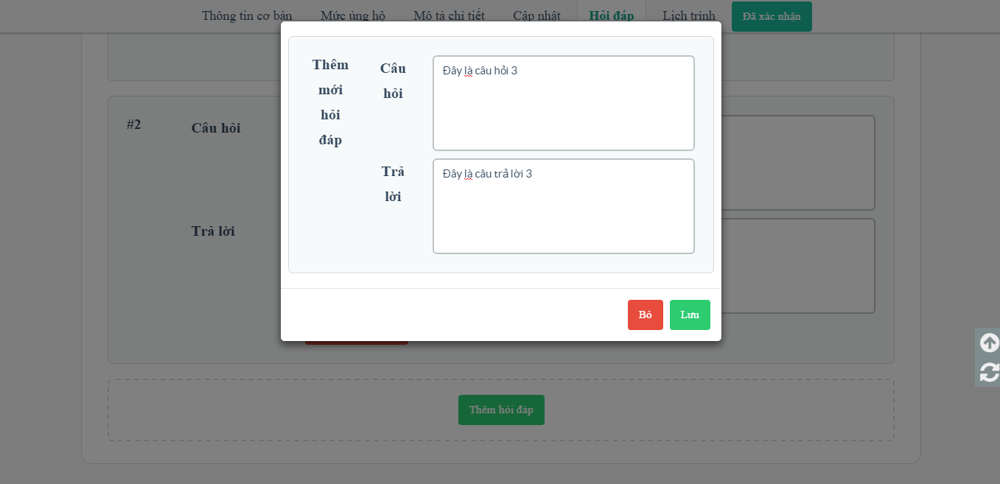 Thông tin cơ bản Mức ủng hộ Mô tả chi tiết Cập nhật Hỏi đáp Lịch trình Đã xác nhận
Thêm mới hỏi đáp
Câu hỏi
Đây là câu hỏi 3
Trả lời
Đây là câu trả lời 3
Bỏ Lưu
#2 Câu hỏi
Trả lời
Thêm hỏi đáp